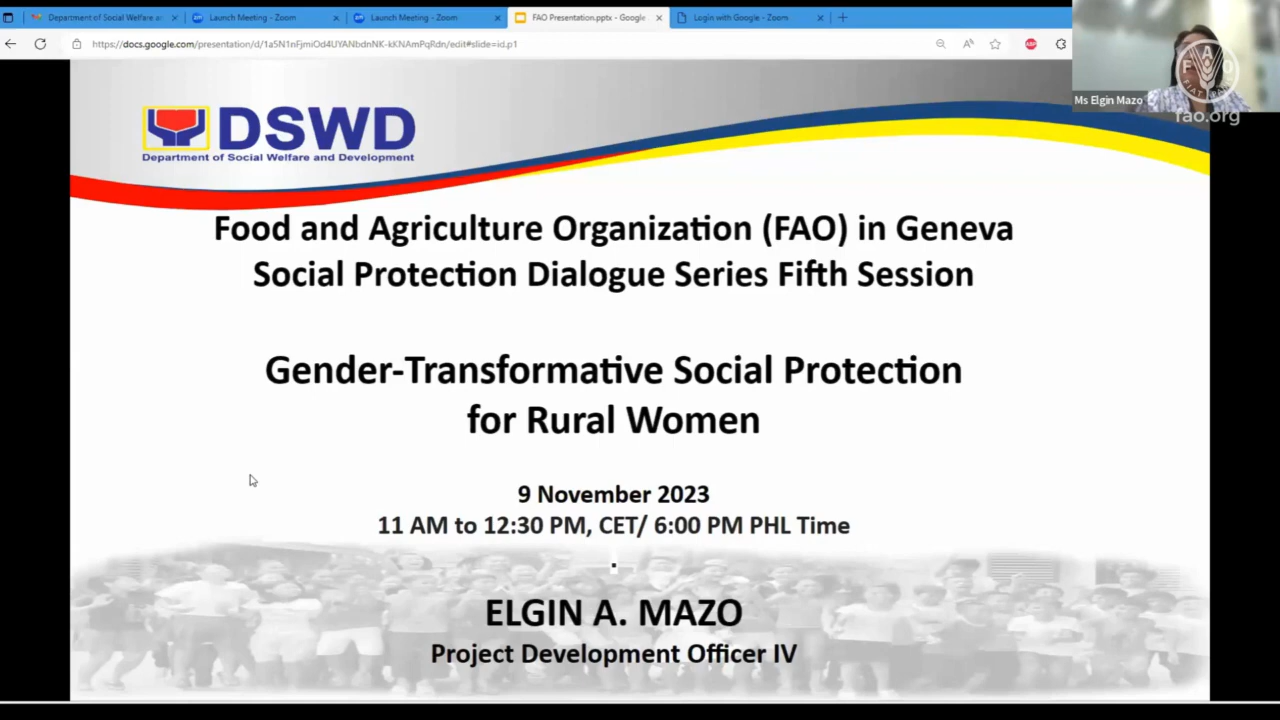 Department of Social Welfare a
Launch Meeting - Zoom
Launch Meeting - Zoom
FAO Presentation.pptx - Google
Login with Google - Zoom
https://docs.google.com/presentation/d/1a5N1nFjmiOd4UYANbdnNK-kKNAmPqRdn/edit#slide=id.p1
ABP
Ms Elgin Mazo
F A O
FIAT PANIS
fao.org
DSWD
Department of Social Welfare and Development
Food and Agriculture Organization (FAO) in Geneva
Social Protection Dialogue Series Fifth Session
Gender-Transformative Social Protection
for Rural Women
9 November 2023
11 AM to 12:30 PM, CET/ 6:00 PM PHL Time
.
ELGIN A. MAZO
Project Development Officer IV